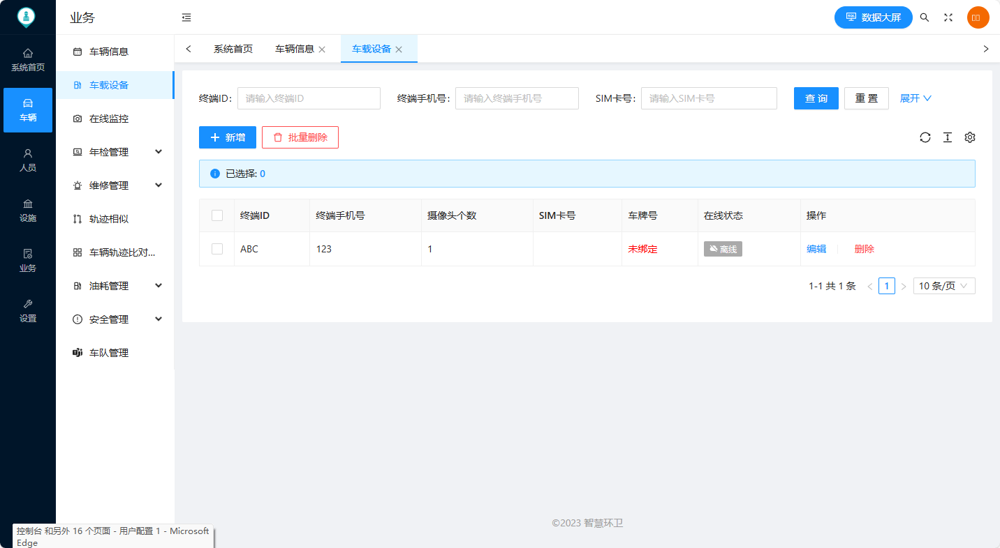 业务
数据大屏
系统首页
车辆
人员
设施
业务
设置
车辆信息
车载设备
在线监控
年检管理
维修管理
轨迹相似
车辆轨迹比对...
油耗管理
安全管理
车队管理
系统首页 车辆信息 车载设备
终端ID: 请输入终端ID 终端手机号: 请输入终端手机号 SIM卡号: 请输入SIM卡号 查 询 重 置 展开
新增 批量删除
已选择: 0
终端ID 终端手机号 摄像头个数 SIM卡号 车牌号 在线状态 操作
ABC 123 1 未绑定 离线 编辑 删除
1-1 共 1 条 1 10 条/页
©2023 智慧环卫
控制台 和另外 16 个页面 - 用户配置 1 - Microsoft
Edge